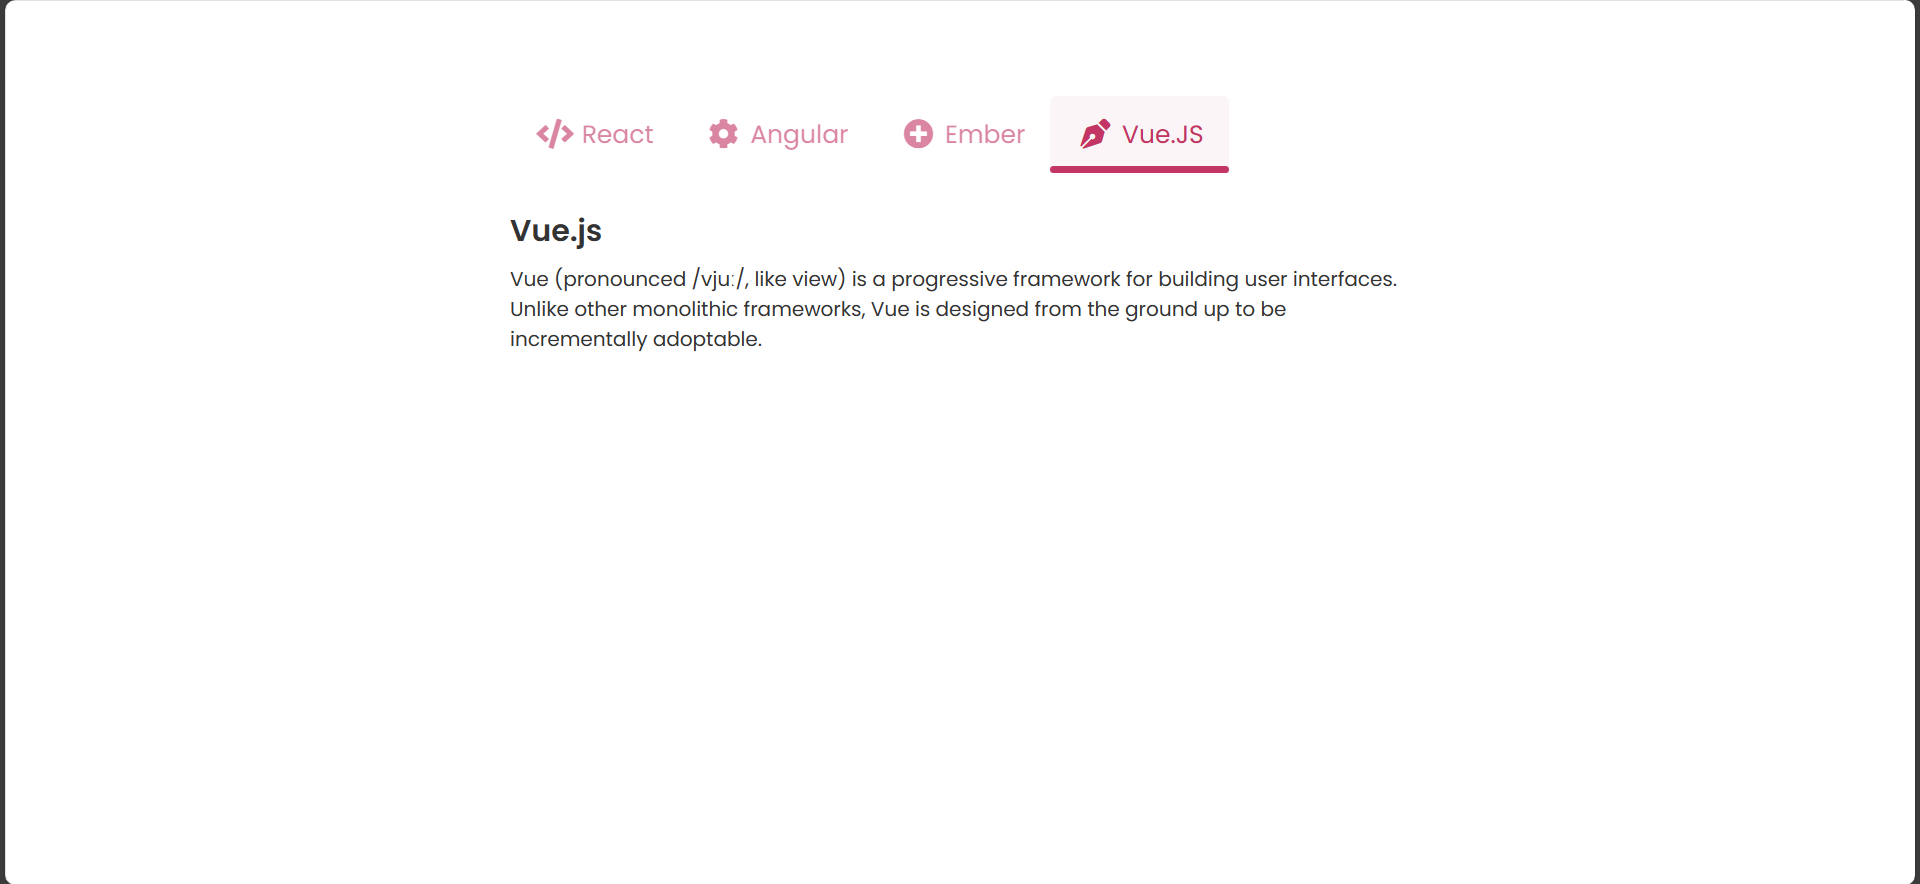 React Angular Ember Vue.JS
Vue.js
Vue (pronounced /vjuː/, like view) is a progressive framework for building user interfaces.
Unlike other monolithic frameworks, Vue is designed from the ground up to be
incrementally adoptable.